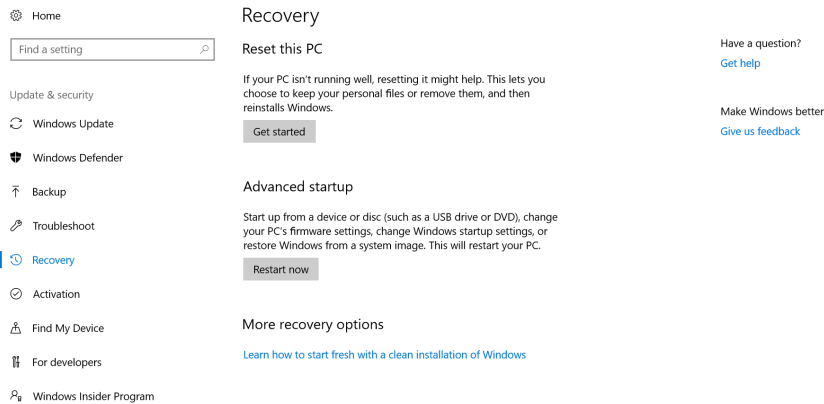 Home
Find a setting
Update & security
Windows Update
Windows Defender
Backup
Troubleshoot
Recovery
Activation
Find My Device
For developers
Windows Insider Program
Recovery
Reset this PC
If your PC isn't running well, resetting it might help. This lets you
choose to keep your personal files or remove them, and then
reinstalls Windows.
Get started
Advanced startup
Start up from a device or disc (such as a USB drive or DVD), change
your PC's firmware settings, change Windows startup settings, or
restore Windows from a system image. This will restart your PC.
Restart now
More recovery options
Learn how to start fresh with a clean installation of Windows
Have a question?
Get help
Make Windows better
Give us feedback